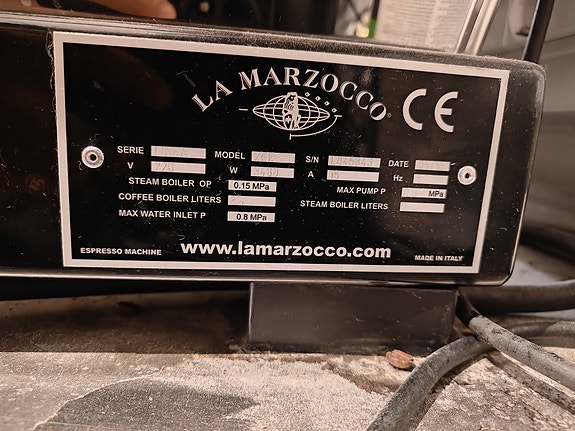 LA MARZOCCO®
CE
SERIE MODEL S/N DATE
V W A 15 Hz
STEAM BOILER OP 0.15 MPa MAX PUMP P MPa
COFFEE BOILER LITERS STEAM BOILER LITERS
MAX WATER INLET P 0.8 MPa
ESPRESSO MACHINE www.lamarzocco.com MADE IN ITALY